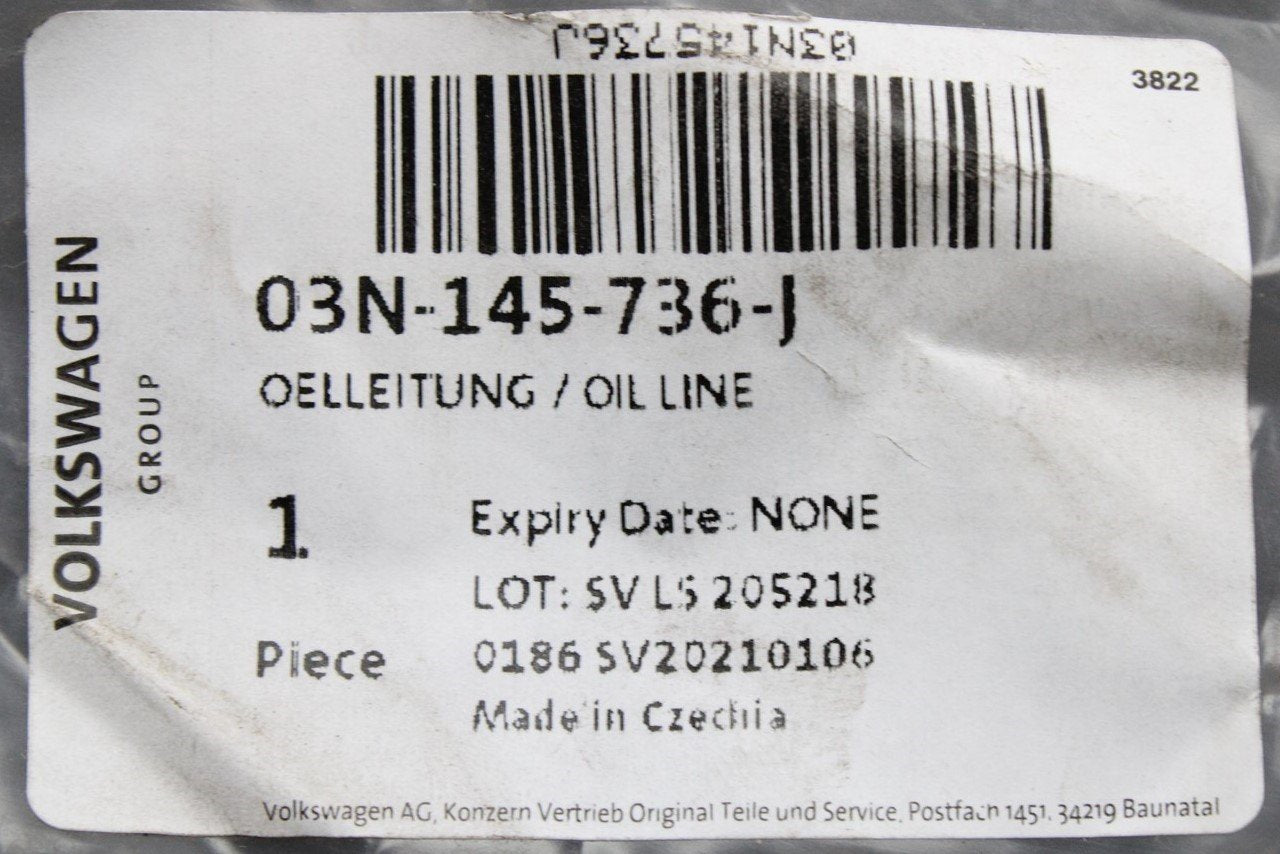 03N145736J
3822
03N-145-736-J
OELLEITUNG / OIL LINE
1
Expiry Date: NONE
LOT: SV LS 205218
Piece
0186 SV20210106
Made in Czechia
VOLKSWAGEN
GROUP
Volkswagen AG, Konzern Vertrieb Original Teile und Service, Postfach 1451, 34219 Baunatal